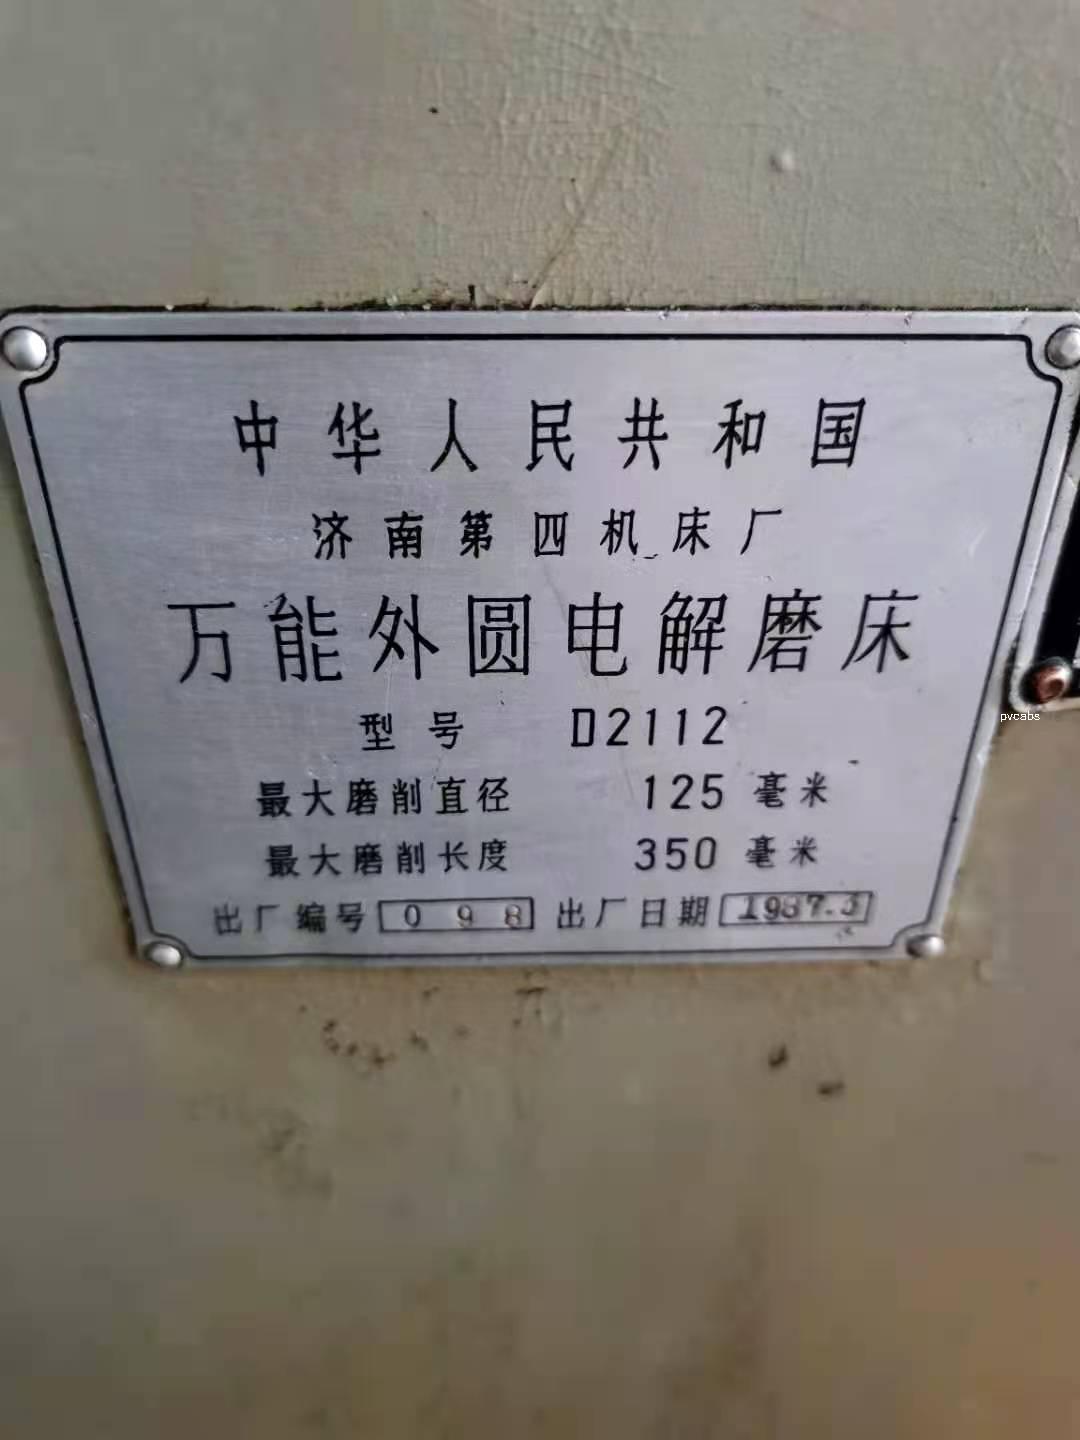 中华人民共和国
济南第四机床厂
万能外圆电解磨床
型号 D2112
最大磨削直径 125 毫米
最大磨削长度 350 毫米
出厂编号 098 出厂日期 1987.3
pvcabs